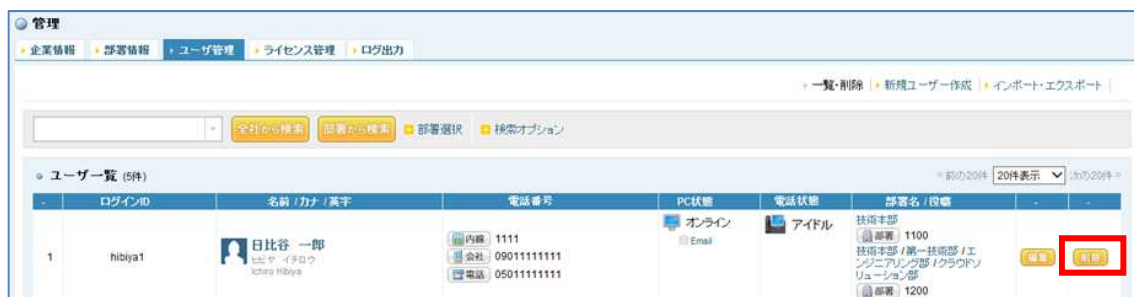 管理
企業情報 部署情報 ユーザ管理 ライセンス管理 ログ出力
一覧・削除 新規ユーザー作成 インポート・エクスポート
全社から検索 部署から検索 部署選択 検索オプション
ユーザ一覧 (5件) 前の20件 20件表示 次の20件
- ログインID 名前 / カナ / 英字 電話番号 PC状態 電話状態 部署名 / 役職 - -
1 hibiya1
日比谷 一郎
ヒビヤ イチロウ
Ichiro Hibiya
内線 1111
会社 09011111111
電話 05011111111
オンライン
Email
アイドル
技術本部
部署 1100
技術本部 / 第一技術部 / エ
ンジニアリング部 / クラウドソ
リューション部
部署 1200
編集 削除